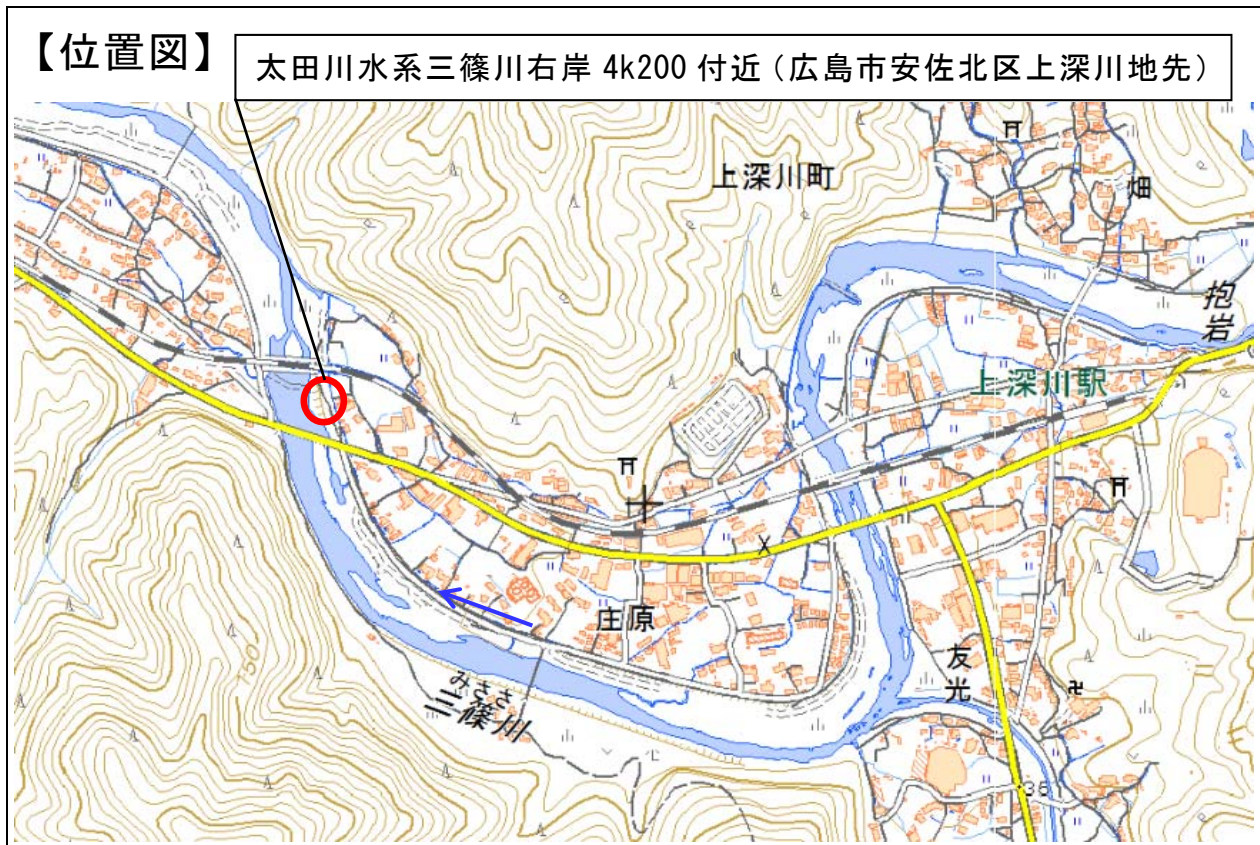 【位置図】
太田川水系三篠川右岸 4k200 付近（広島市安佐北区上深川地先）
上深川町
畑
抱岩
上深川駅
庄原
友光
みささ
三篠川
150
36